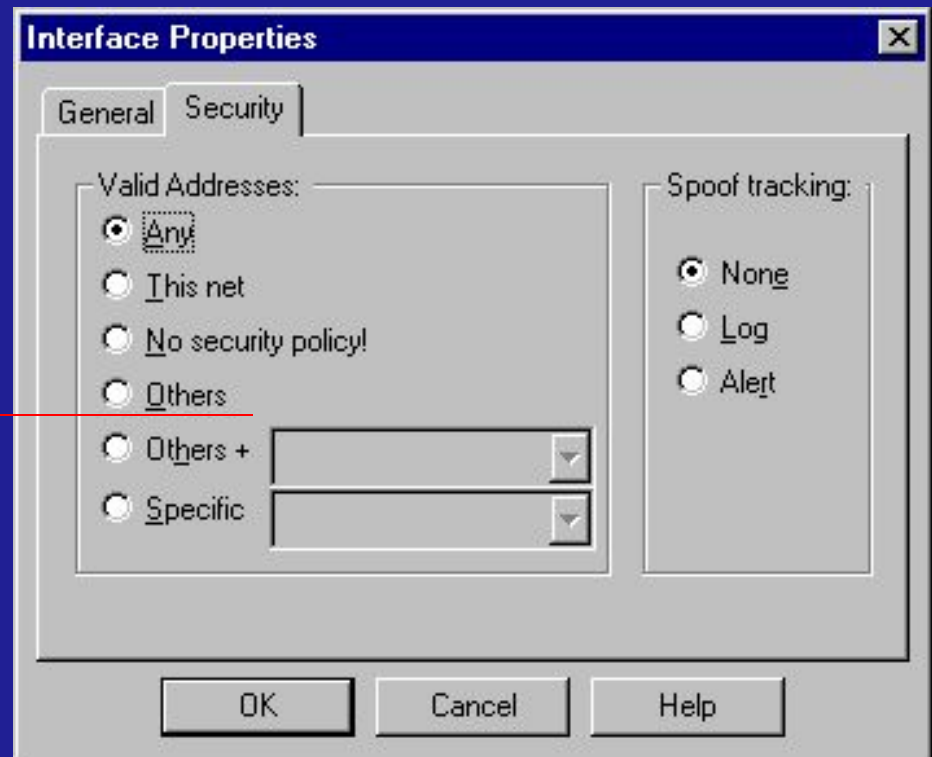 Interface Properties
General
Security
Valid Addresses:
Any
This net
No security policy!
Others
Others +
Specific
Spoof tracking:
None
Log
Alert
OK
Cancel
Help